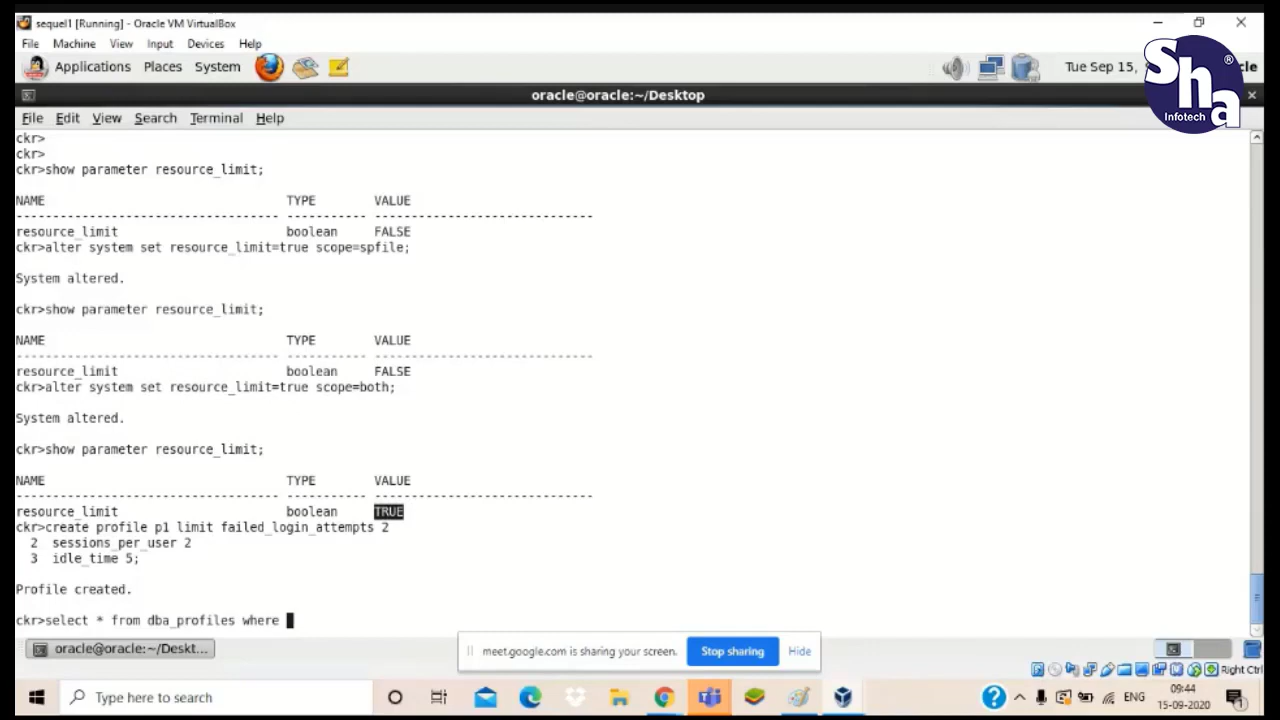 sequel1 [Running] - Oracle VM VirtualBox
File Machine View Input Devices Help
Applications Places System
Tue Sep 15,
cle
Sha
®
Infotech
oracle@oracle:~/Desktop
File Edit View Search Terminal Help
ckr>
ckr>
ckr>show parameter resource_limit;
NAME TYPE VALUE
------------------------------------ ----------- ------------------------------
resource_limit boolean FALSE
ckr>alter system set resource_limit=true scope=spfile;
System altered.
ckr>show parameter resource_limit;
NAME TYPE VALUE
------------------------------------ ----------- ------------------------------
resource_limit boolean FALSE
ckr>alter system set resource_limit=true scope=both;
System altered.
ckr>show parameter resource_limit;
NAME TYPE VALUE
------------------------------------ ----------- ------------------------------
resource_limit boolean TRUE
ckr>create profile p1 limit failed_login_attempts 2
2 sessions_per_user 2
3 idle_time 5;
Profile created.
ckr>select * from dba_profiles where
oracle@oracle:~/Deskt...
meet.google.com is sharing your screen. Stop sharing Hide
Right Ctrl
Type here to search
ENG
09:44
15-09-2020
1